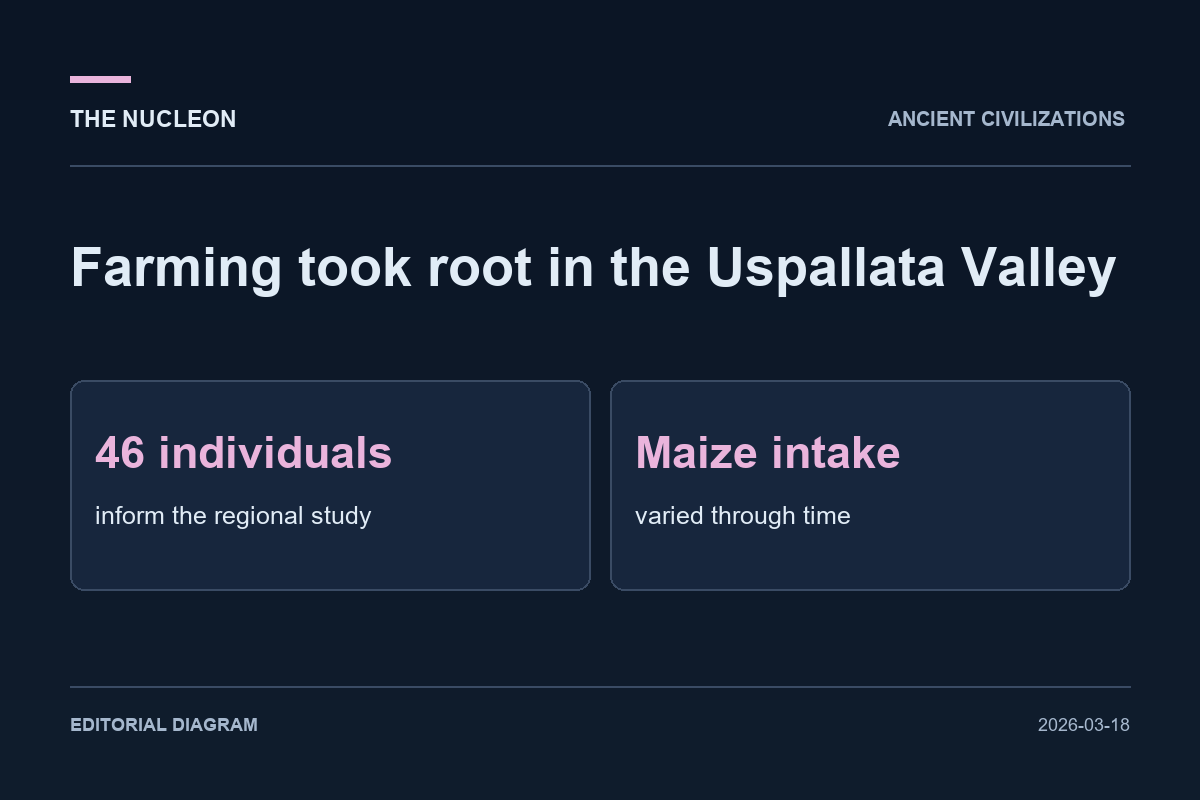 THE NUCLEON
ANCIENT CIVILIZATIONS
Farming took root in the Uspallata Valley
46 individuals
inform the regional study
Maize intake
varied through time
EDITORIAL DIAGRAM
2026-03-18